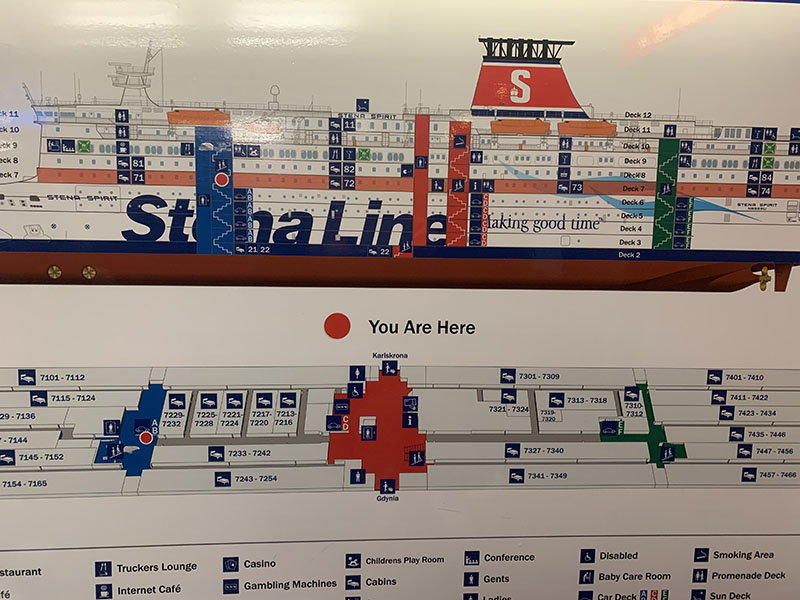 Deck 12
Deck 11
STENA SPIRIT
STENA SPIRIT
11
Deck 11
Deck 10
Deck 10
Deck 9
Deck 9
81
82
Deck 8
84
Deck 8
71
72
73
Deck 7
74
Deck 7
STENA SPIRIT
Stena Line
Making good time
Deck 6
Deck 5
STENA SPIRIT
NASSAU
Deck 4
Deck 3
21 22
22
Deck 2
S
You Are Here
Karlskrona
7101 - 7112
7301 - 7309
7401 - 7410
7115 - 7124
7229 - 7232
7225 - 7228
7221 - 7224
7217 - 7220
7213 - 7216
7321 - 7324
7313 - 7318
7319 - 7320
7310 - 7312
7411 - 7422
29 - 7136
7423 - 7434
A
B
C
D
E
F
7144
7435 - 7446
7145 - 7152
7233 - 7242
7327 - 7340
7447 - 7456
7154 - 7165
7243 - 7254
7341 - 7349
7457 - 7466
Gdynia
estaurant
Truckers Lounge
Casino
Childrens Play Room
Conference
Disabled
Smoking Area
afé
Internet Café
Gambling Machines
Cabins
Gents
Baby Care Room
Promenade Deck
Ladies
Car Deck A C E
Sun Deck